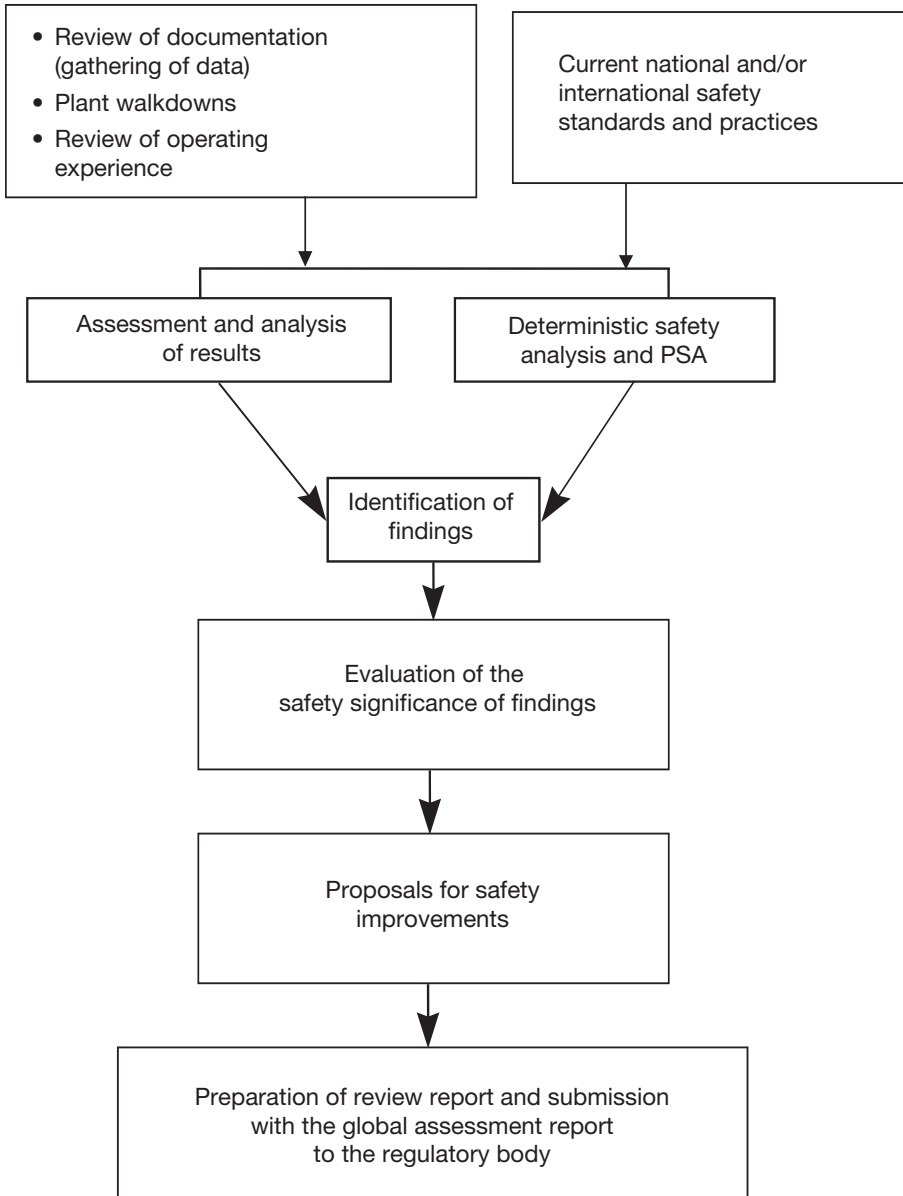 • Review of documentation
(gathering of data)
• Plant walkdowns
• Review of operating
experience
Current national and/or
international safety
standards and practices
Assessment and analysis
of results
Deterministic safety
analysis and PSA
Identification of
findings
Evaluation of the
safety significance of findings
Proposals for safety
improvements
Preparation of review report and submission
with the global assessment report
to the regulatory body